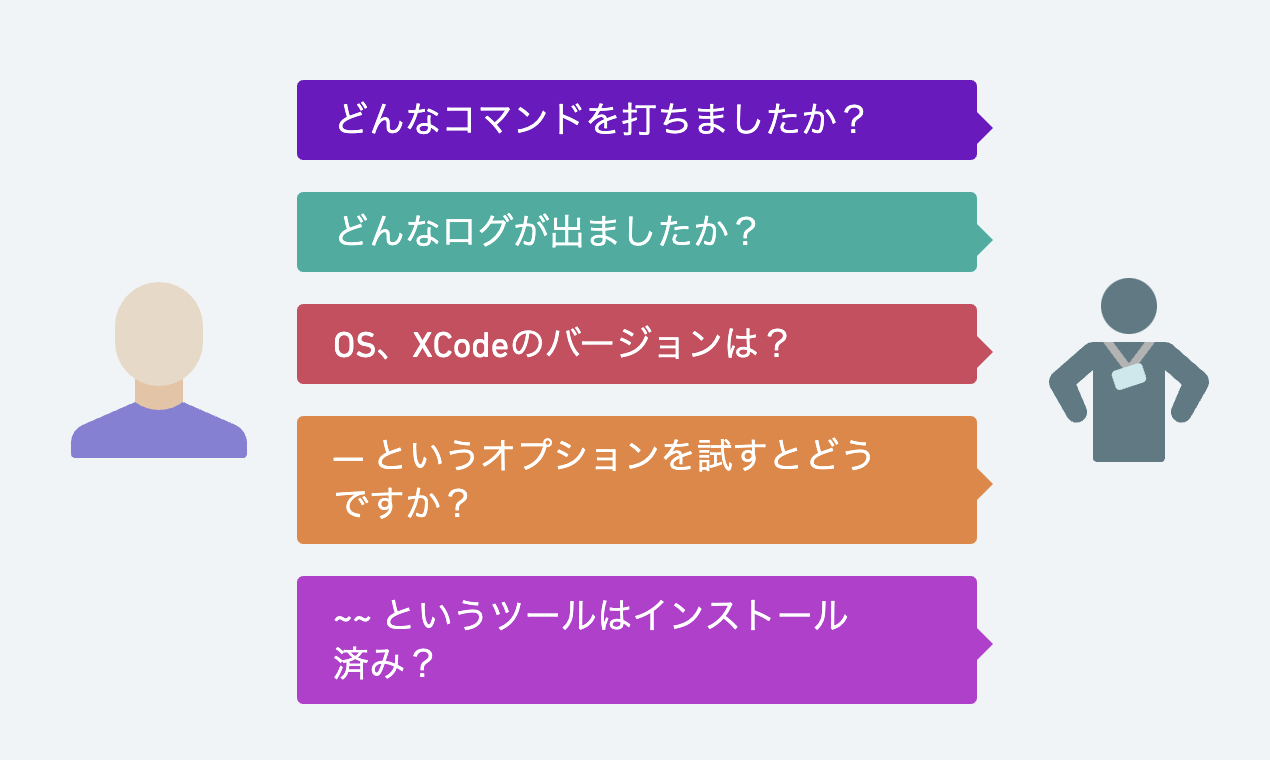 どんなコマンドを打ちましたか？
どんなログが出ましたか？
OS、XCodeのバージョンは？
— というオプションを試すとどう
ですか？
~~ というツールはインストール
済み？